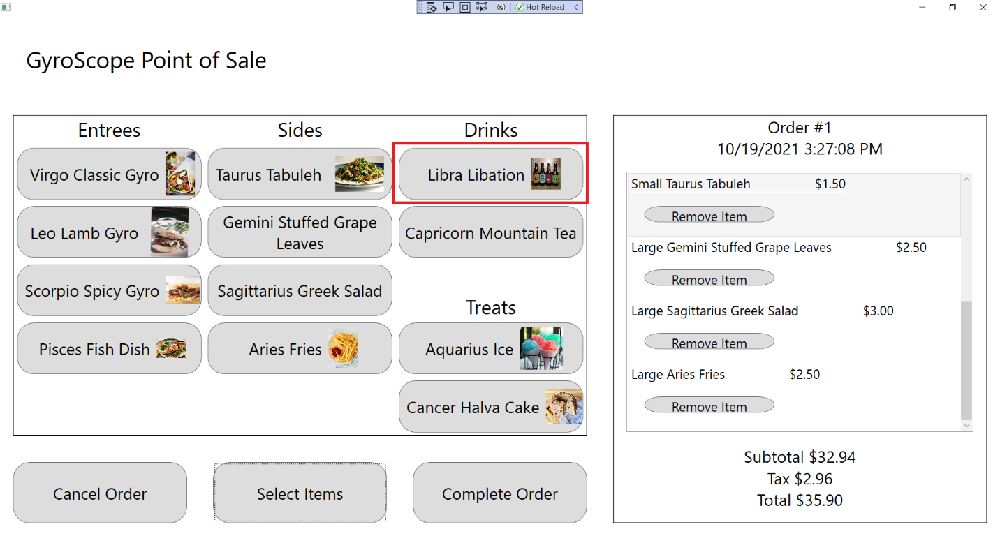 Hot Reload
GyroScope Point of Sale
Entrees
Sides
Drinks
Virgo Classic Gyro
Taurus Tabuleh
Libra Libation
Leo Lamb Gyro
Gemini Stuffed Grape
Leaves
Capricorn Mountain Tea
Scorpio Spicy Gyro
Sagittarius Greek Salad
Treats
Pisces Fish Dish
Aries Fries
Aquarius Ice
Cancer Halva Cake
Cancel Order
Select Items
Complete Order
Order #1
10/19/2021 3:27:08 PM
Small Taurus Tabuleh $1.50
Remove Item
Large Gemini Stuffed Grape Leaves $2.50
Remove Item
Large Sagittarius Greek Salad $3.00
Remove Item
Large Aries Fries $2.50
Remove Item
Subtotal $32.94
Tax $2.96
Total $35.90